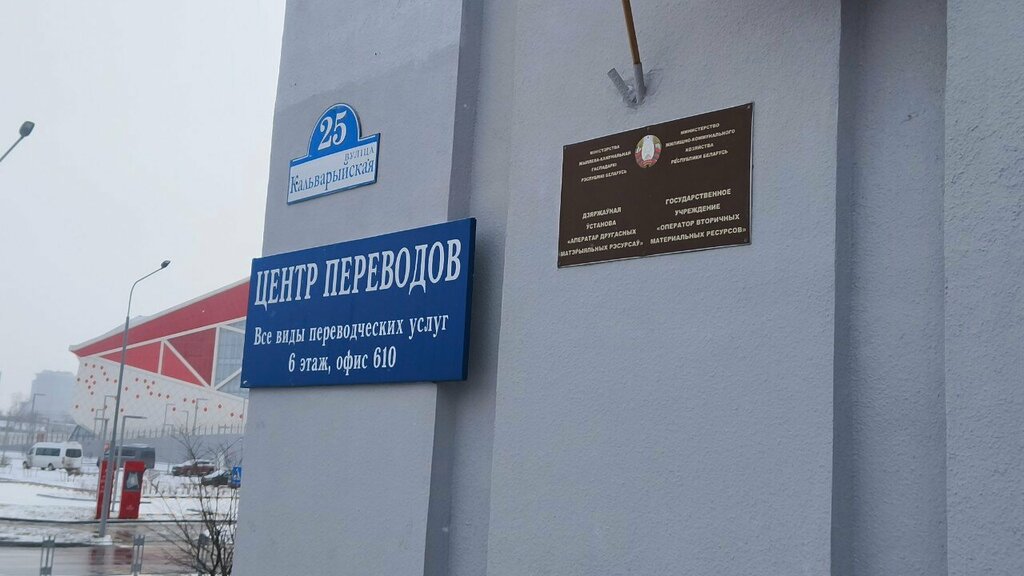 25
ВУЛІЦА
Кальварыйская
ЦЕНТР ПЕРЕВОДОВ
Все виды переводческих услуг
6 этаж, офис 610
МІНІСТЭРСТВА
ЖЫЛЛЁВА-КАМУНАЛЬНАЙ
ГАСПАДАРКІ
РЭСПУБЛІКІ БЕЛАРУСЬ
МИНИСТЕРСТВО
ЖИЛИЩНО-КОММУНАЛЬНОГО
ХОЗЯЙСТВА
РЕСПУБЛИКИ БЕЛАРУСЬ
ДЗЯРЖАЎНАЯ
ЎСТАНОВА
«АПЕРАТАР ДРУГАСНЫХ
МАТЭРЫЯЛЬНЫХ РЭСУРСАЎ»
ГОСУДАРСТВЕННОЕ
УЧРЕЖДЕНИЕ
«ОПЕРАТОР ВТОРИЧНЫХ
МАТЕРИАЛЬНЫХ РЕСУРСОВ»